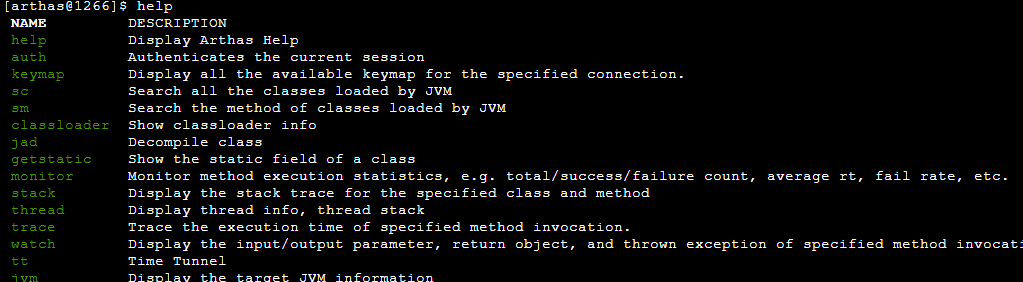 [arthas@1266]$ help
NAME DESCRIPTION
help Display Arthas Help
auth Authenticates the current session
keymap Display all the available keymap for the specified connection.
sc Search all the classes loaded by JVM
sm Search the method of classes loaded by JVM
classloader Show classloader info
jad Decompile class
getstatic Show the static field of a class
monitor Monitor method execution statistics, e.g. total/success/failure count, average rt, fail rate, etc.
stack Display the stack trace for the specified class and method
thread Display thread info, thread stack
trace Trace the execution time of specified method invocation.
watch Display the input/output parameter, return object, and thrown exception of specified method invocati
tt Time Tunnel
jvm Display the target JVM information